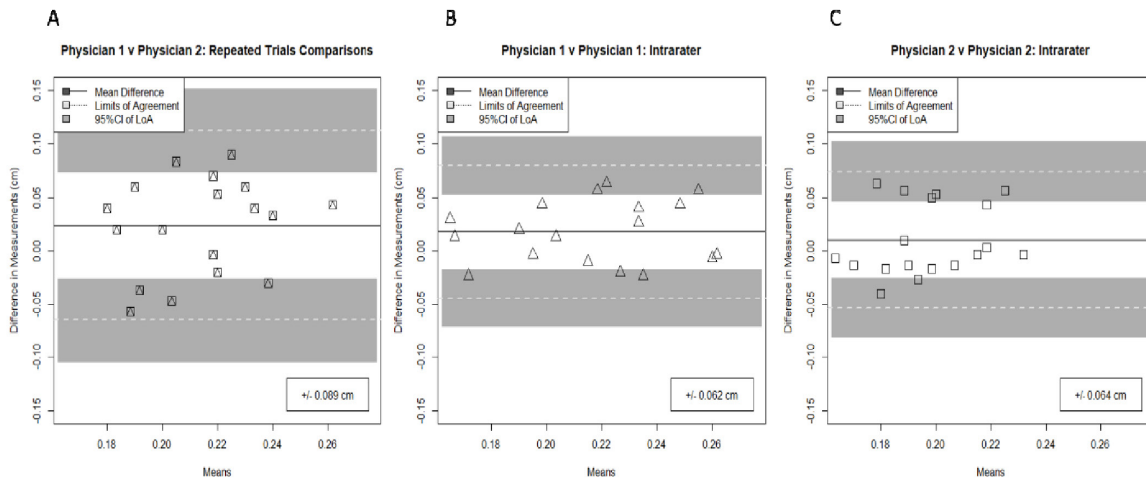 A
Physician 1 v Physician 2: Repeated Trials Comparisons
Mean Difference
Limits of Agreement
95%CI of LoA
0.15
0.10
0.05
0.00
-0.05
-0.10
-0.15
Difference in Measurements (cm)
+/- 0.089 cm
0.18 0.20 0.22 0.24 0.26
Means
B
Physician 1 v Physician 1: Intrarater
Mean Difference
Limits of Agreement
95%CI of LoA
0.15
0.10
0.05
0.00
-0.05
-0.10
-0.15
Difference in Measurements (cm)
+/- 0.062 cm
0.18 0.20 0.22 0.24 0.26
Means
C
Physician 2 v Physician 2: Intrarater
Mean Difference
Limits of Agreement
95%CI of LoA
0.15
0.10
0.05
0.00
-0.05
-0.10
-0.15
Difference in Measurements (cm)
+/- 0.064 cm
0.18 0.20 0.22 0.24 0.26
Means